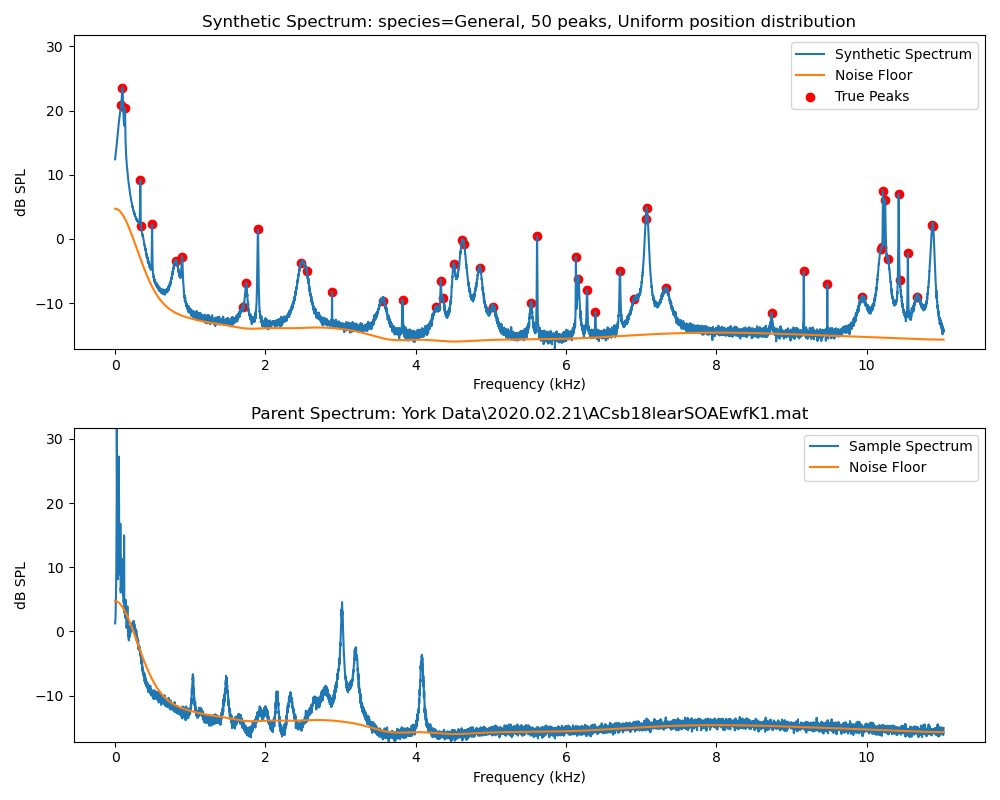 Synthetic Spectrum: species=General, 50 peaks, Uniform position distribution
30
20
10
0
−10
dB SPL
Synthetic Spectrum
Noise Floor
True Peaks
0 2 4 6 8 10
Frequency (kHz)
Parent Spectrum: York Data\2020.02.21\ACsb18learSOAEwfK1.mat
30
20
10
0
−10
dB SPL
Sample Spectrum
Noise Floor
0 2 4 6 8 10
Frequency (kHz)